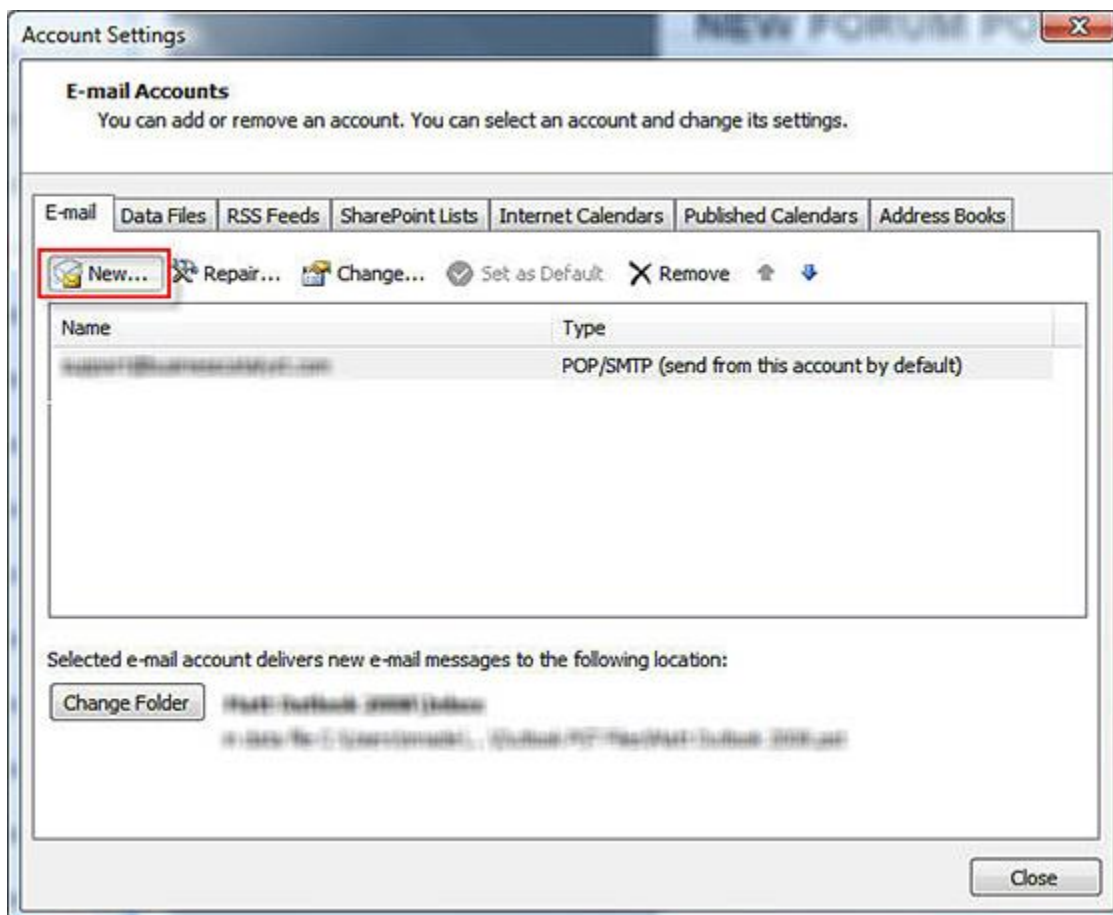 Account Settings
NEW FORUM PO
E-mail Accounts
You can add or remove an account. You can select an account and change its settings.
E-mail Data Files RSS Feeds SharePoint Lists Internet Calendars Published Calendars Address Books
New... Repair... Change... Set as Default Remove
Name Type
POP/SMTP (send from this account by default)
Selected e-mail account delivers new e-mail messages to the following location:
Change Folder
Close